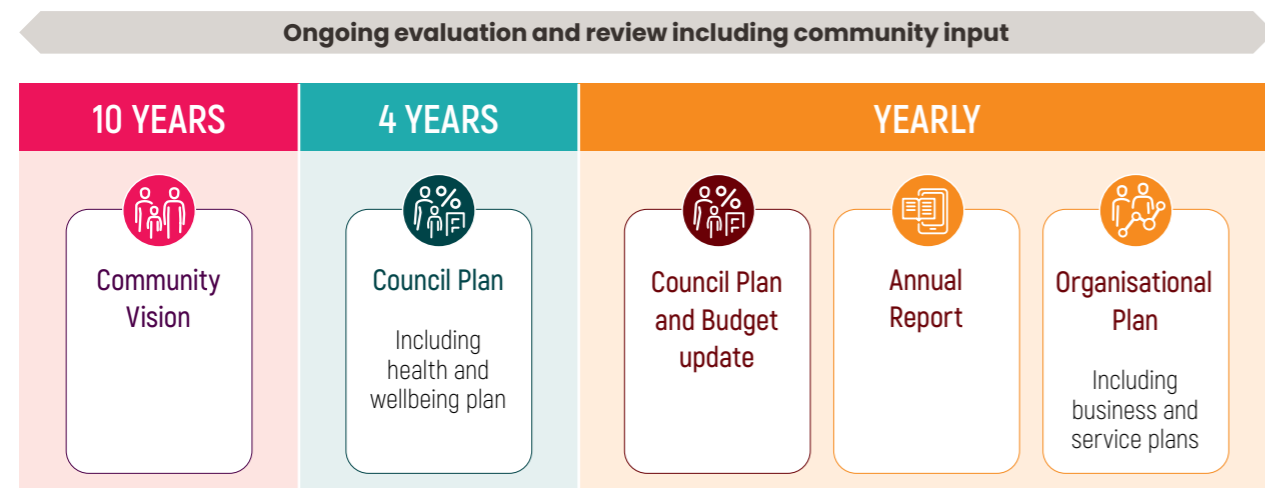 Ongoing evaluation and review including community input
10 YEARS
4 YEARS
YEARLY
Community
Vision
Council Plan
Including
health and
wellbeing plan
Council Plan
and Budget
update
Annual
Report
Organisational
Plan
Including
business and
service plans